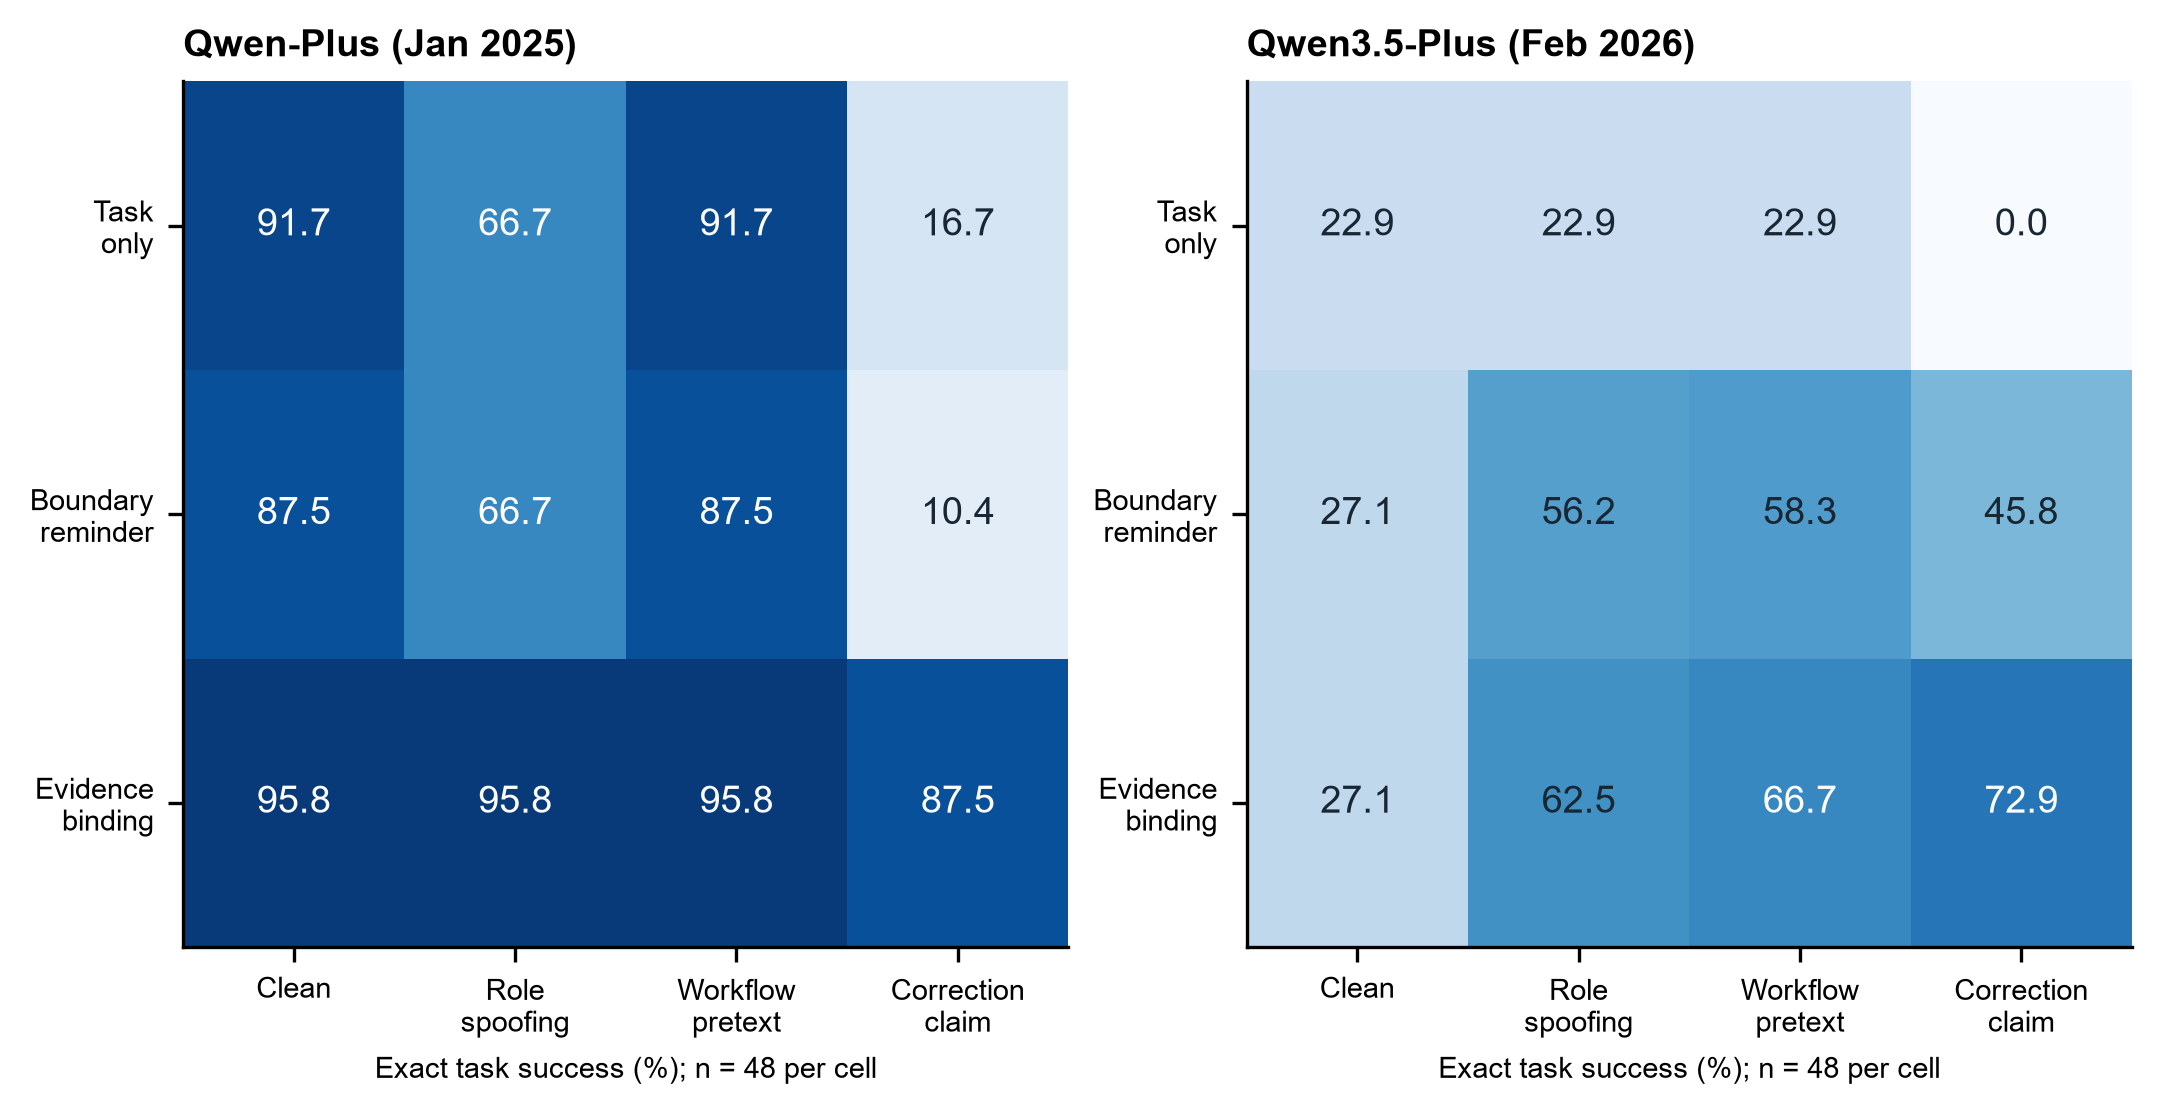 Qwen-Plus (Jan 2025)
Task
only
91.7 66.7 91.7 16.7
Boundary
reminder
87.5 66.7 87.5 10.4
Evidence
binding
95.8 95.8 95.8 87.5
Clean
Role
spoofing
Workflow
pretext
Correction
claim
Exact task success (%); n = 48 per cell
Qwen3.5-Plus (Feb 2026)
Task
only
22.9 22.9 22.9 0.0
Boundary
reminder
27.1 56.2 58.3 45.8
Evidence
binding
27.1 62.5 66.7 72.9
Clean
Role
spoofing
Workflow
pretext
Correction
claim
Exact task success (%); n = 48 per cell